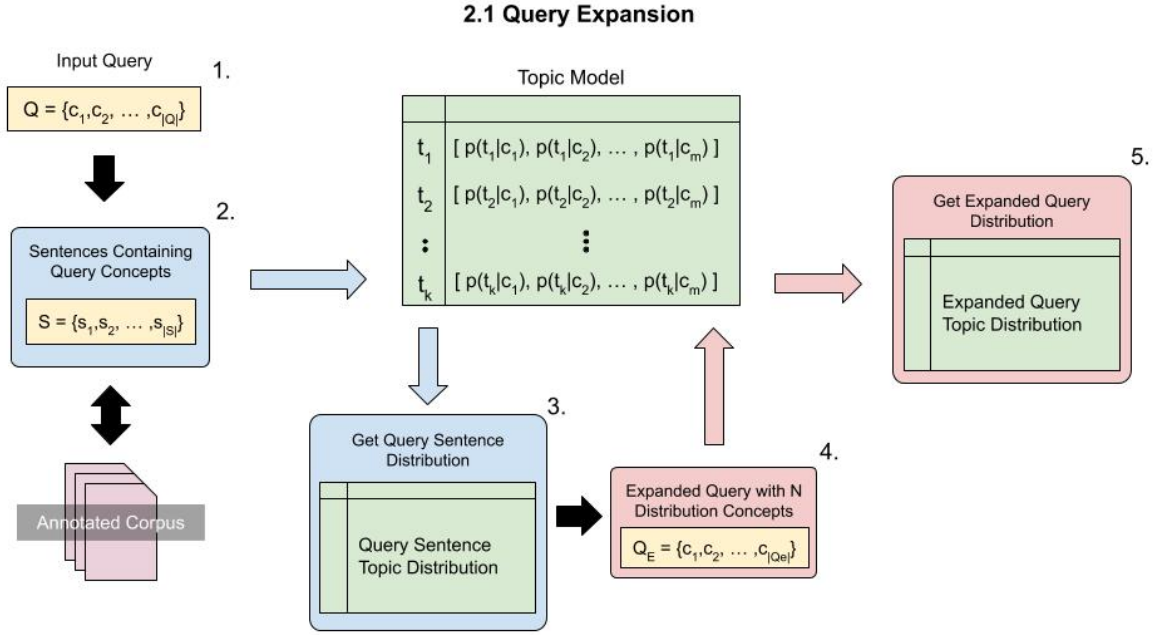 2.1 Query Expansion
Input Query
1.
Q = {c₁,c₂, … ,c|Q|}
2.
Sentences Containing
Query Concepts
S = {s₁,s₂, … ,s|S|}
Annotated Corpus
Topic Model
t₁ [ p(t₁|c₁), p(t₁|c₂), … , p(t₁|cₘ) ]
t₂ [ p(t₂|c₁), p(t₂|c₂), … , p(t₂|cₘ) ]
tₖ [ p(tₖ|c₁), p(tₖ|c₂), … , p(tₖ|cₘ) ]
3.
Get Query Sentence
Distribution
Query Sentence
Topic Distribution
4.
Expanded Query with N
Distribution Concepts
Q_E = {c₁,c₂, … ,c|Qe|}
5.
Get Expanded Query
Distribution
Expanded Query
Topic Distribution